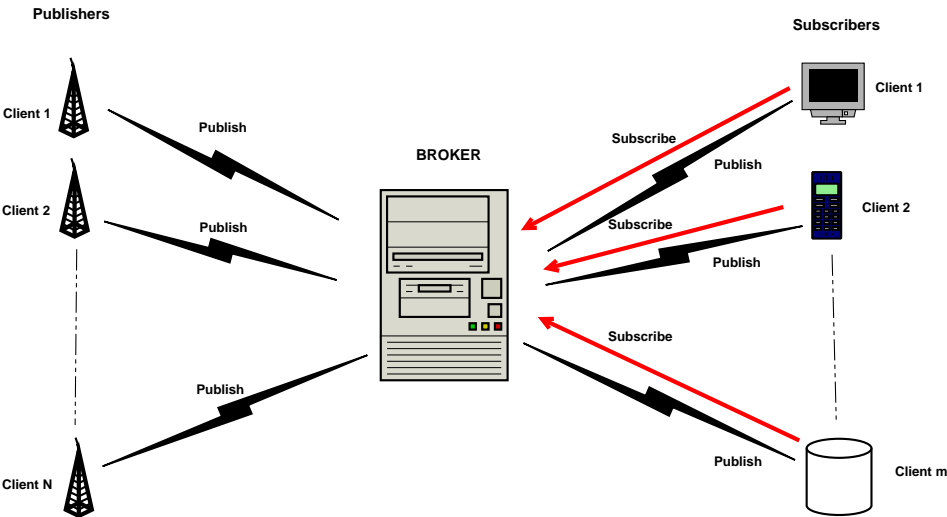 Publishers
Subscribers
Client 1
Publish
BROKER
Subscribe
Publish
Client 1
Client 2
Publish
Subscribe
Publish
Client 2
Publish
Subscribe
Client N
Publish
Client m